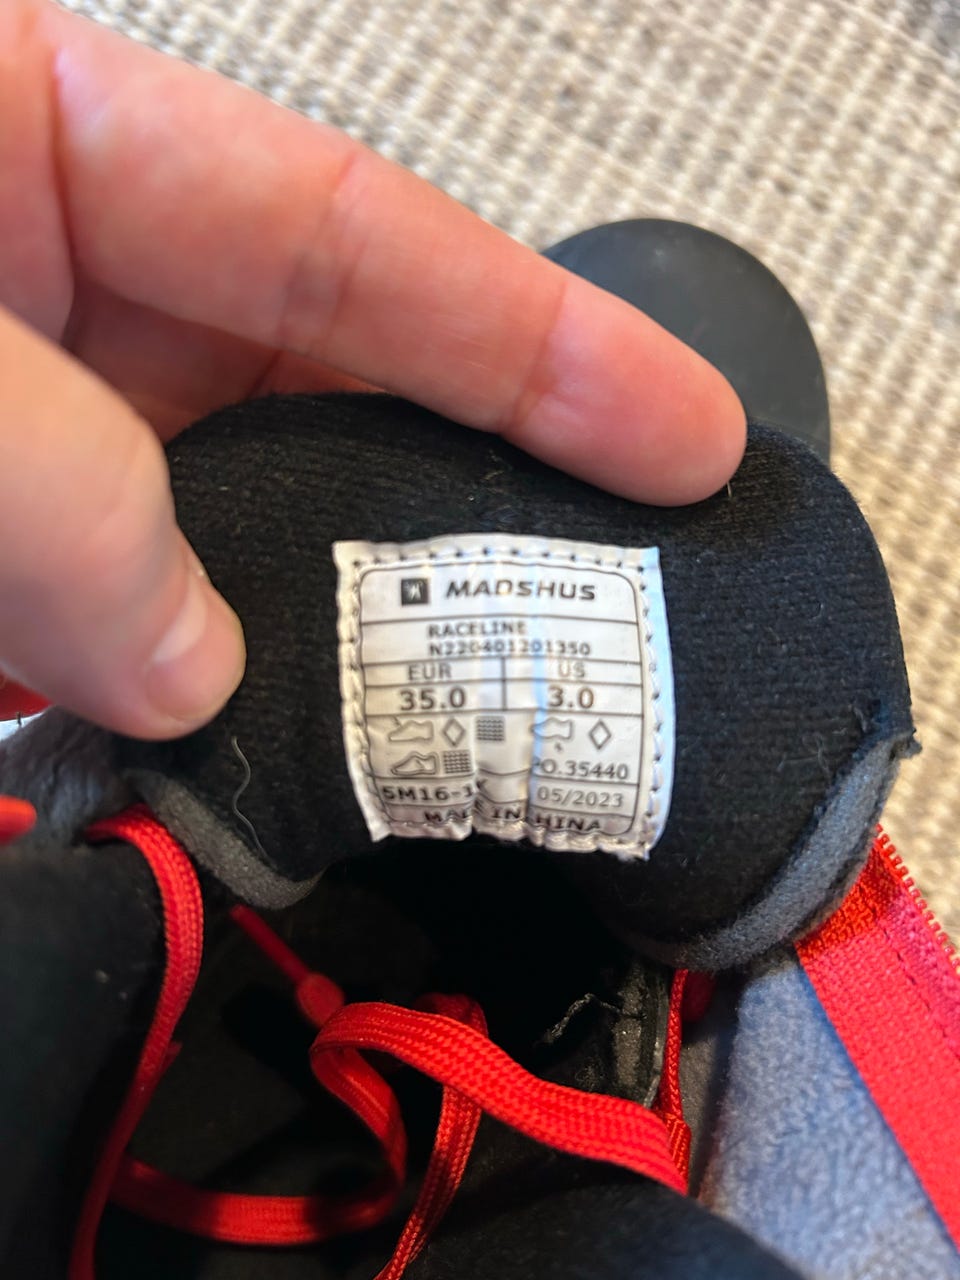 MADSHUS
RACELINE
N220401201350
EUR US
35.0 3.0
PO.35440
05/2023
MADE IN CHINA